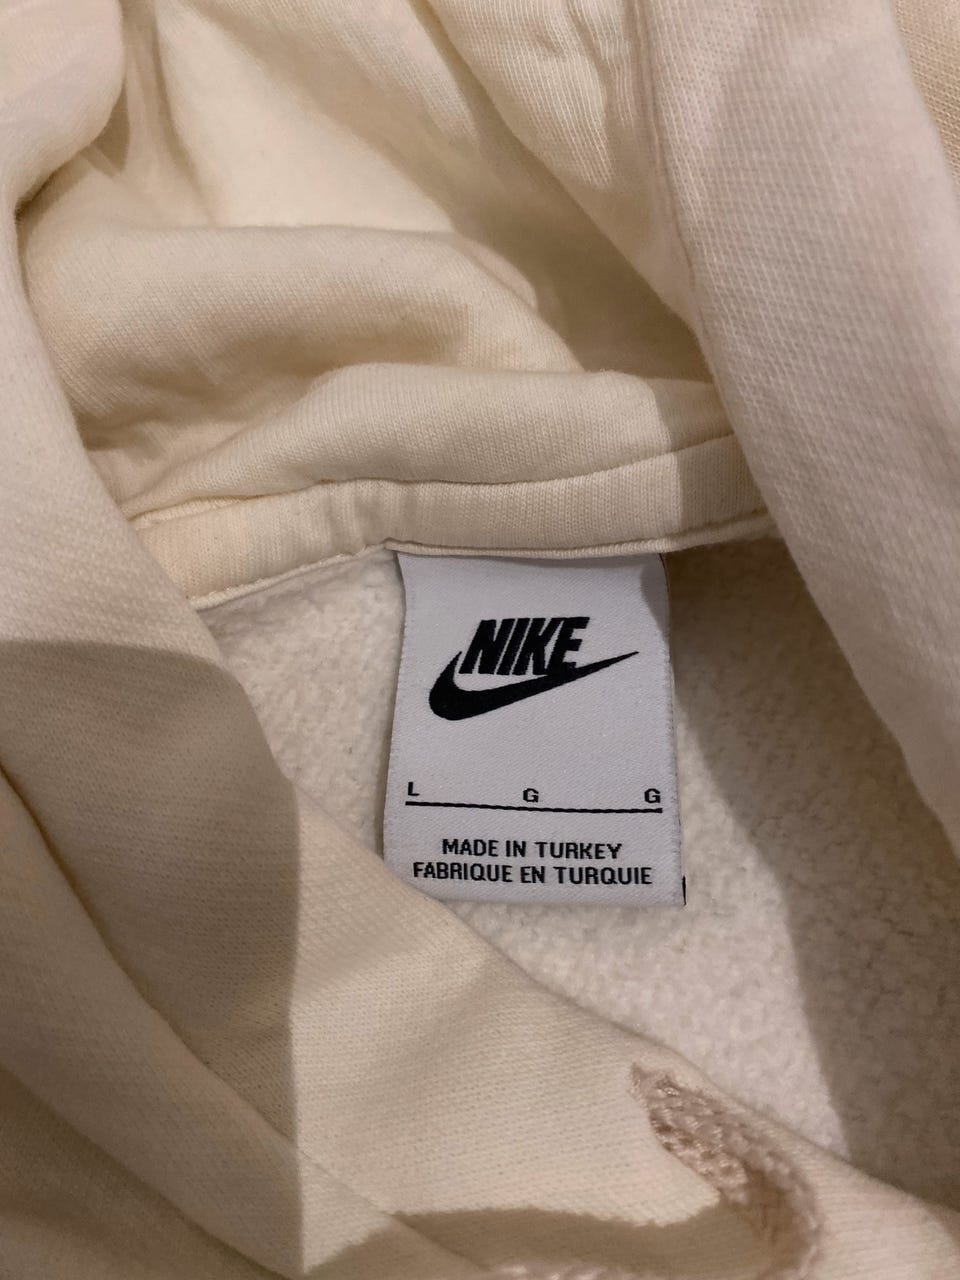 NIKE
L G G
MADE IN TURKEY
FABRIQUE EN TURQUIE